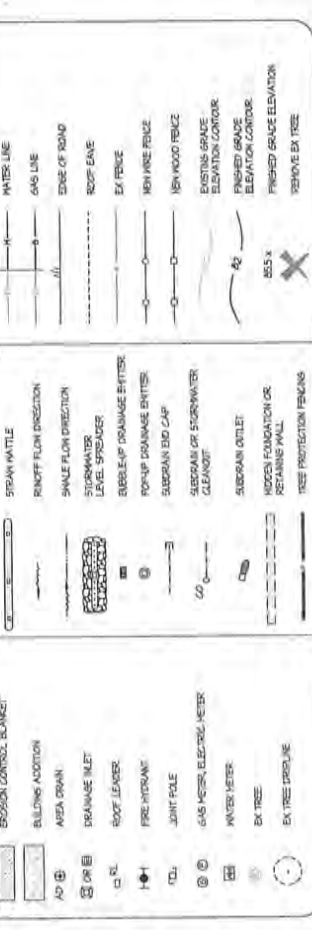 EROSION CONTROL BLANKET
BUILDING ADDITION
AD
AREA DRAIN
OR
DRAINAGE INLET
RL
ROOF LEADER
FIRE HYDRANT
JOINT POLE
GAS METER, ELECTRIC METER
WATER METER
EX TREE
EX TREE DRIPLINE
STRAW WATTLE
RUNOFF FLOW DIRECTION
SWALE FLOW DIRECTION
STORMWATER
LEVEL SPREADER
BUBBLE-UP DRAINAGE EMITTER
POP-UP DRAINAGE EMITTER
SUBDRAIN END CAP
CO
SUBDRAIN OR STORMWATER
CLEANOUT
SUBDRAIN OUTLET
HIDDEN FOUNDATION OR
RETAINING WALL
TREE PROTECTION FENCING
WATER LINE
GAS LINE
EDGE OF ROAD
ROOF EAVE
EX FENCE
NEW WIRE FENCE
NEW WOOD FENCE
EXISTING GRADE
ELEVATION CONTOUR
82
FINISHED GRADE
ELEVATION CONTOUR
85.5 x
FINISHED GRADE ELEVATION
REMOVE EX TREE